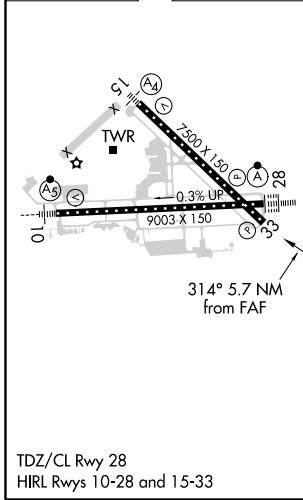 15
A4
V
X
7500 X 150
TWR
X
P
A
A5
V
0.3% UP
28
10
9003 X 150
P
33
314° 5.7 NM
from FAF
TDZ/CL Rwy 28
HIRL Rwys 10-28 and 15-33